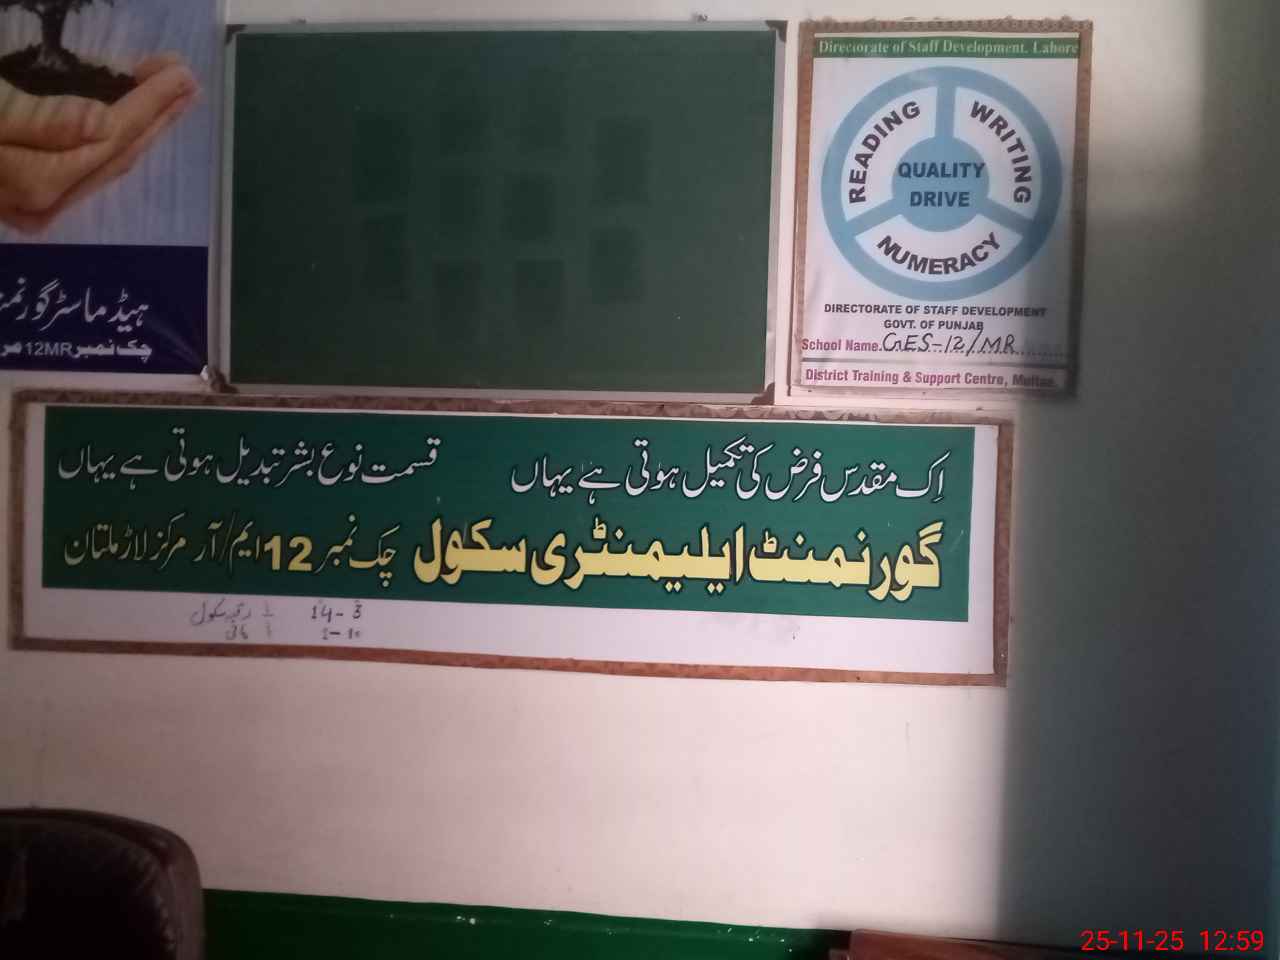 Directorate of Staff Development. Lahore
READING
WRITING
NUMERACY
QUALITY
DRIVE
DIRECTORATE OF STAFF DEVELOPMENT
GOVT. OF PUNJAB
School Name. GES-12/MR
District Training & Support Centre, Multan.
ہیڈ ماسٹر گورنمنٹ
چک نمبر 12MR
اِک مقدس فرض کی تکمیل ہوتی ہے یہاں قسمت نوع بشر تبدیل ہوتی ہے یہاں
گورنمنٹ ایلیمنٹری سکول چک نمبر 12 ایم/آر مرکز لاڑ ملتان
رقبہ سکول 14-3
25-11-25 12:59